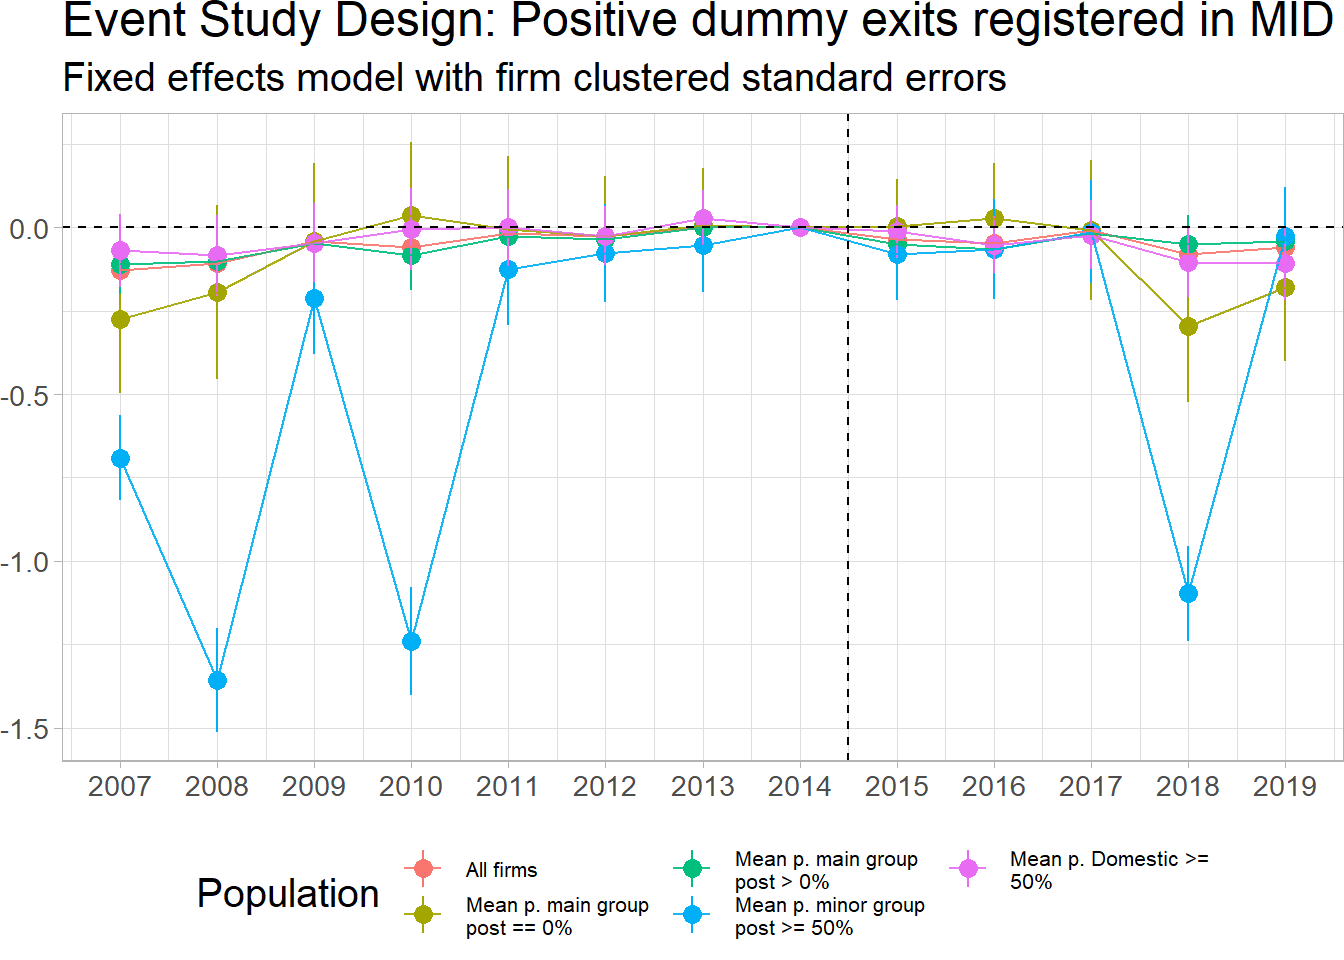 Event Study Design: Positive dummy exits registered in MID
Fixed effects model with firm clustered standard errors
0.0
-0.5
-1.0
-1.5
2007 2008 2009 2010 2011 2012 2013 2014 2015 2016 2017 2018 2019
Population
All firms
Mean p. main group
post == 0%
Mean p. main group
post > 0%
Mean p. minor group
post >= 50%
Mean p. Domestic >=
50%